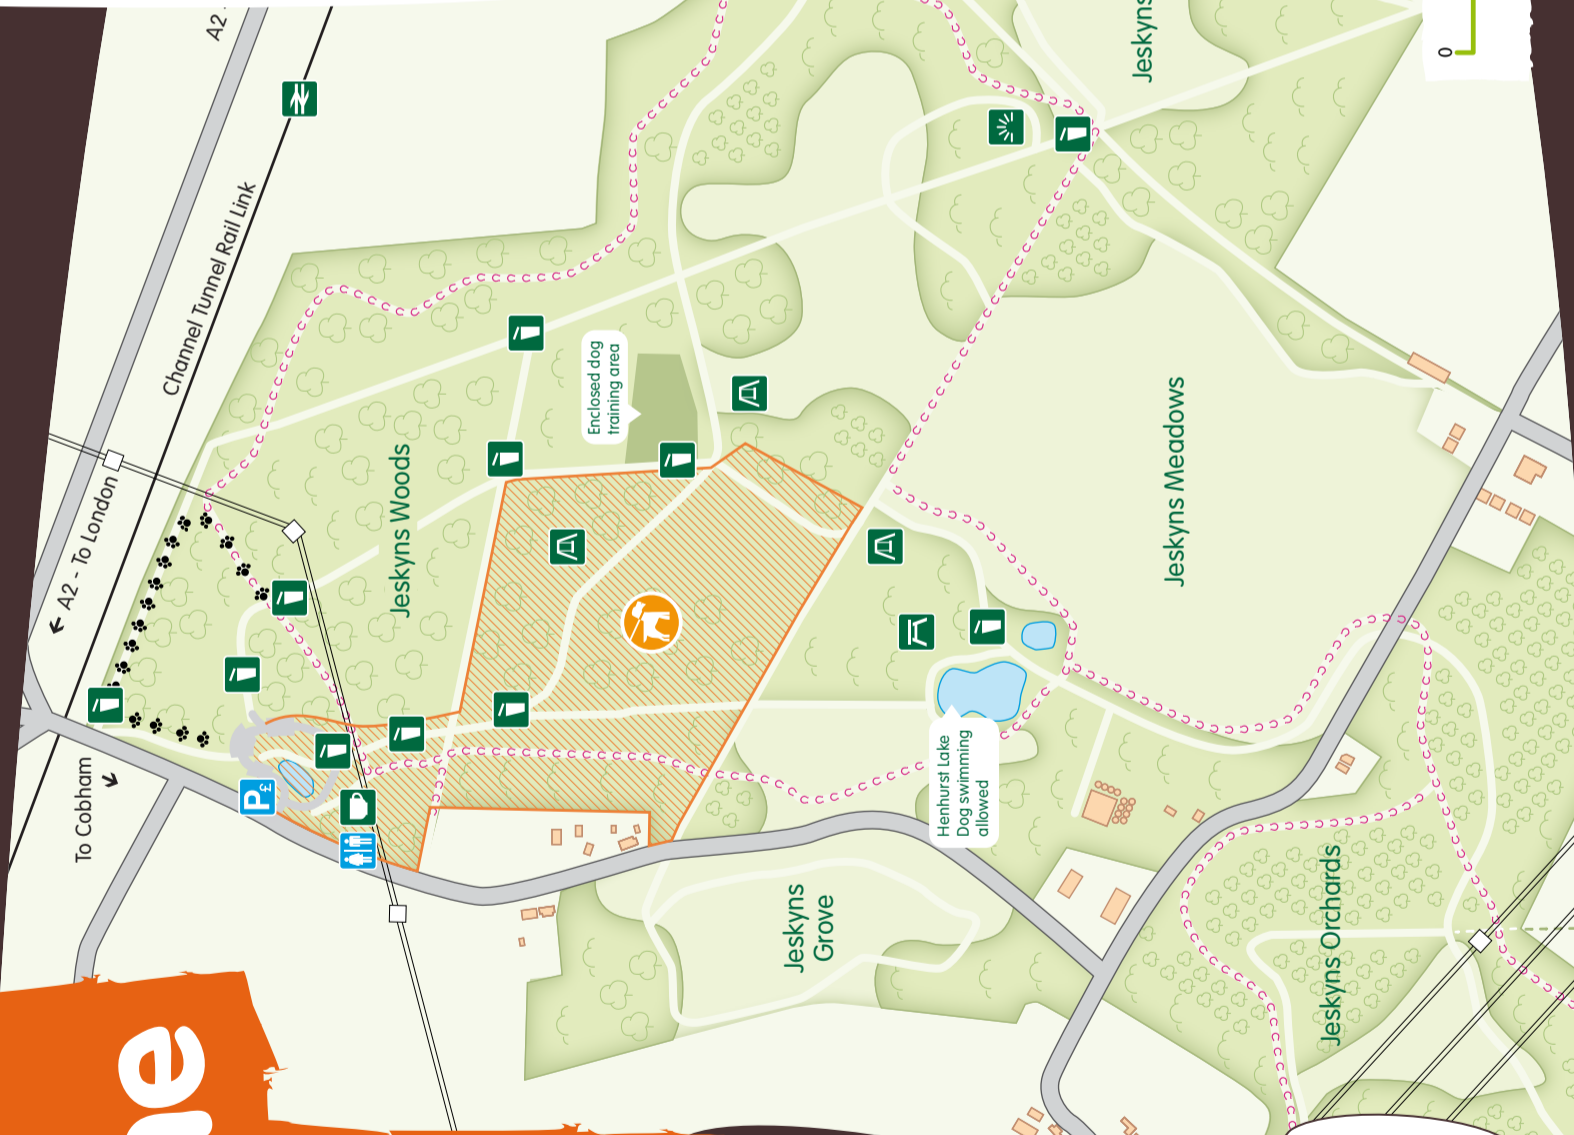 A2 -
Channel Tunnel Rail Link
A2 - To London
To Cobham
Jeskyns Woods
Enclosed dog
training area
Jeskyns
0
Jeskyns Meadows
P£
Henhurst Lake
Dog swimming
allowed
Jeskyns
Grove
Jeskyns Orchards
e